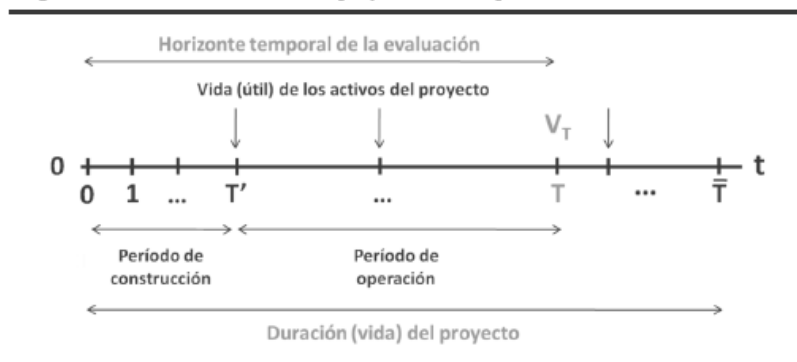 Horizonte temporal de la evaluación
Vida (útil) de los activos del proyecto
V_T
0 t
0 1 ... T' ... T ... T̿
Período de construcción
Período de operación
Duración (vida) del proyecto